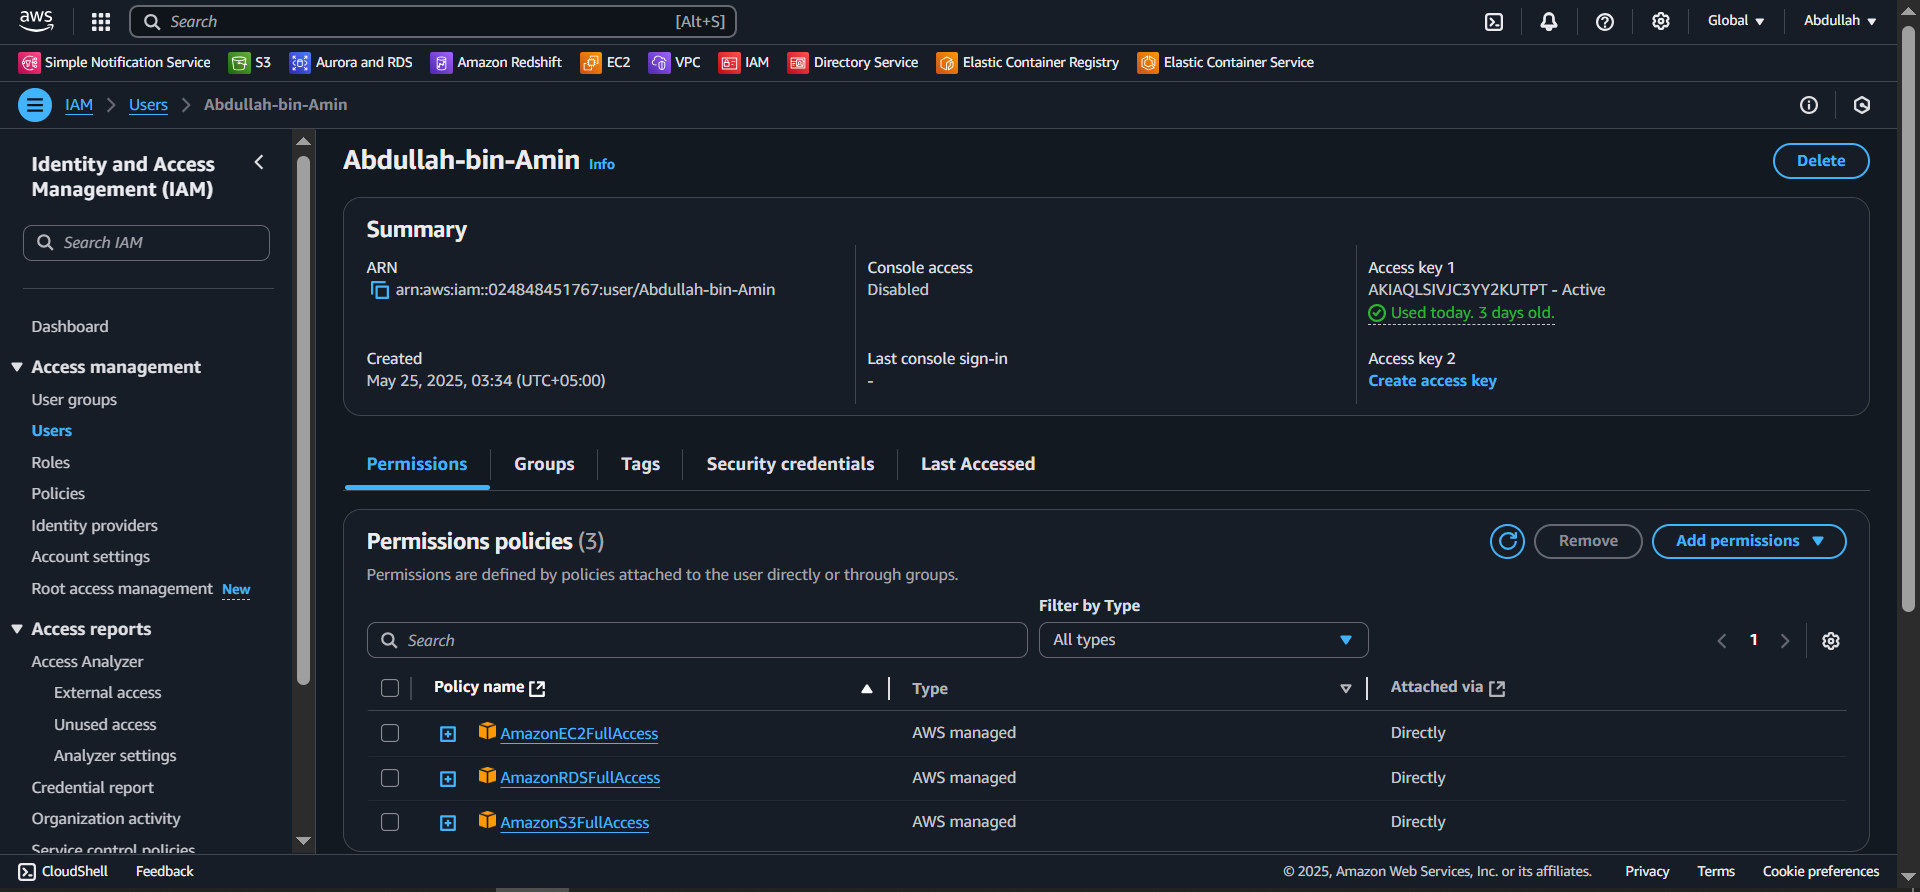 aws
Search [Alt+S]
Global
Abdullah
Simple Notification Service
S3
Aurora and RDS
Amazon Redshift
EC2
VPC
IAM
Directory Service
Elastic Container Registry
Elastic Container Service
IAM
Users
Abdullah-bin-Amin
Identity and Access
Management (IAM)
Search IAM
Dashboard
Access management
User groups
Users
Roles
Policies
Identity providers
Account settings
Root access management New
Access reports
Access Analyzer
External access
Unused access
Analyzer settings
Credential report
Organization activity
Service control policies
Abdullah-bin-Amin Info
Delete
Summary
ARN
arn:aws:iam::024848451767:user/Abdullah-bin-Amin
Console access
Disabled
Access key 1
AKIAQLSIVJC3YY2KUTPT - Active
Used today. 3 days old.
Created
May 25, 2025, 03:34 (UTC+05:00)
Last console sign-in
-
Access key 2
Create access key
Permissions
Groups
Tags
Security credentials
Last Accessed
Permissions policies (3)
Remove
Add permissions
Permissions are defined by policies attached to the user directly or through groups.
Filter by Type
Search
All types
1
Policy name
Type
Attached via
AmazonEC2FullAccess AWS managed Directly
AmazonRDSFullAccess AWS managed Directly
AmazonS3FullAccess AWS managed Directly
CloudShell
Feedback
© 2025, Amazon Web Services, Inc. or its affiliates.
Privacy
Terms
Cookie preferences